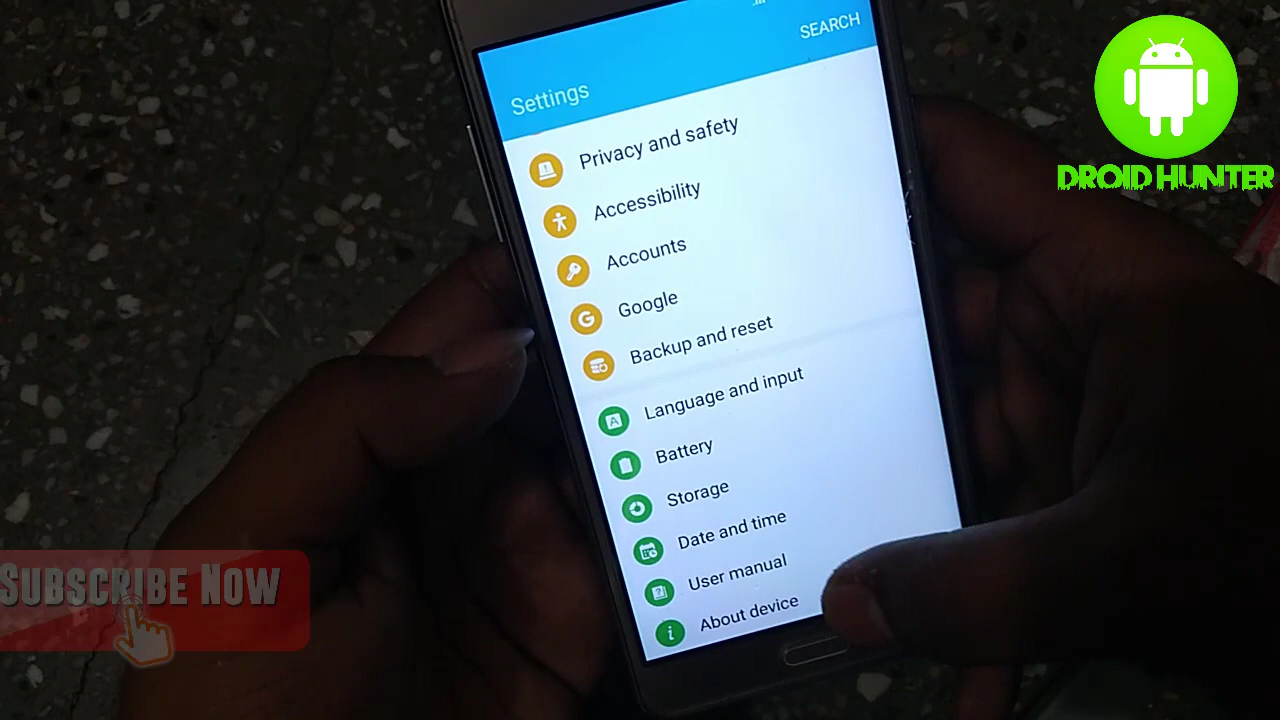 SEARCH
Settings
Privacy and safety
Accessibility
Accounts
Google
Backup and reset
Language and input
Battery
Storage
Date and time
User manual
About device
DROID HUNTER
SUBSCRIBE NOW